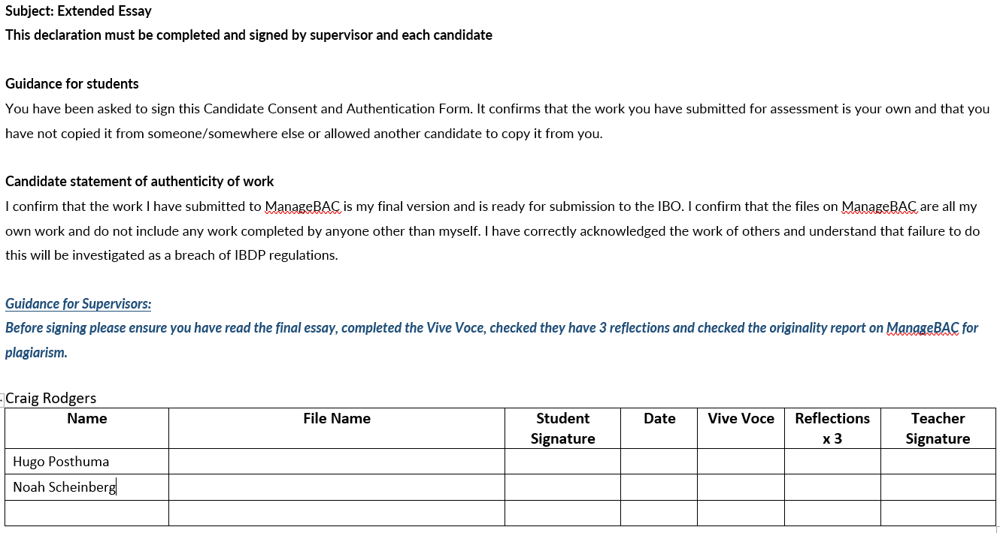 Subject: Extended Essay
This declaration must be completed and signed by supervisor and each candidate
Guidance for students
You have been asked to sign this Candidate Consent and Authentication Form. It confirms that the work you have submitted for assessment is your own and that you
have not copied it from someone/somewhere else or allowed another candidate to copy it from you.
Candidate statement of authenticity of work
I confirm that the work I have submitted to ManageBAC is my final version and is ready for submission to the IBO. I confirm that the files on ManageBAC are all my
own work and do not include any work completed by anyone other than myself. I have correctly acknowledged the work of others and understand that failure to do
this will be investigated as a breach of IBDP regulations.
Guidance for Supervisors:
Before signing please ensure you have read the final essay, completed the Vive Voce, checked they have 3 reflections and checked the originality report on ManageBAC for
plagiarism.
Craig Rodgers
Name File Name Student Date Vive Voce Reflections Teacher
Signature x 3 Signature
Hugo Posthuma
Noah Scheinberg